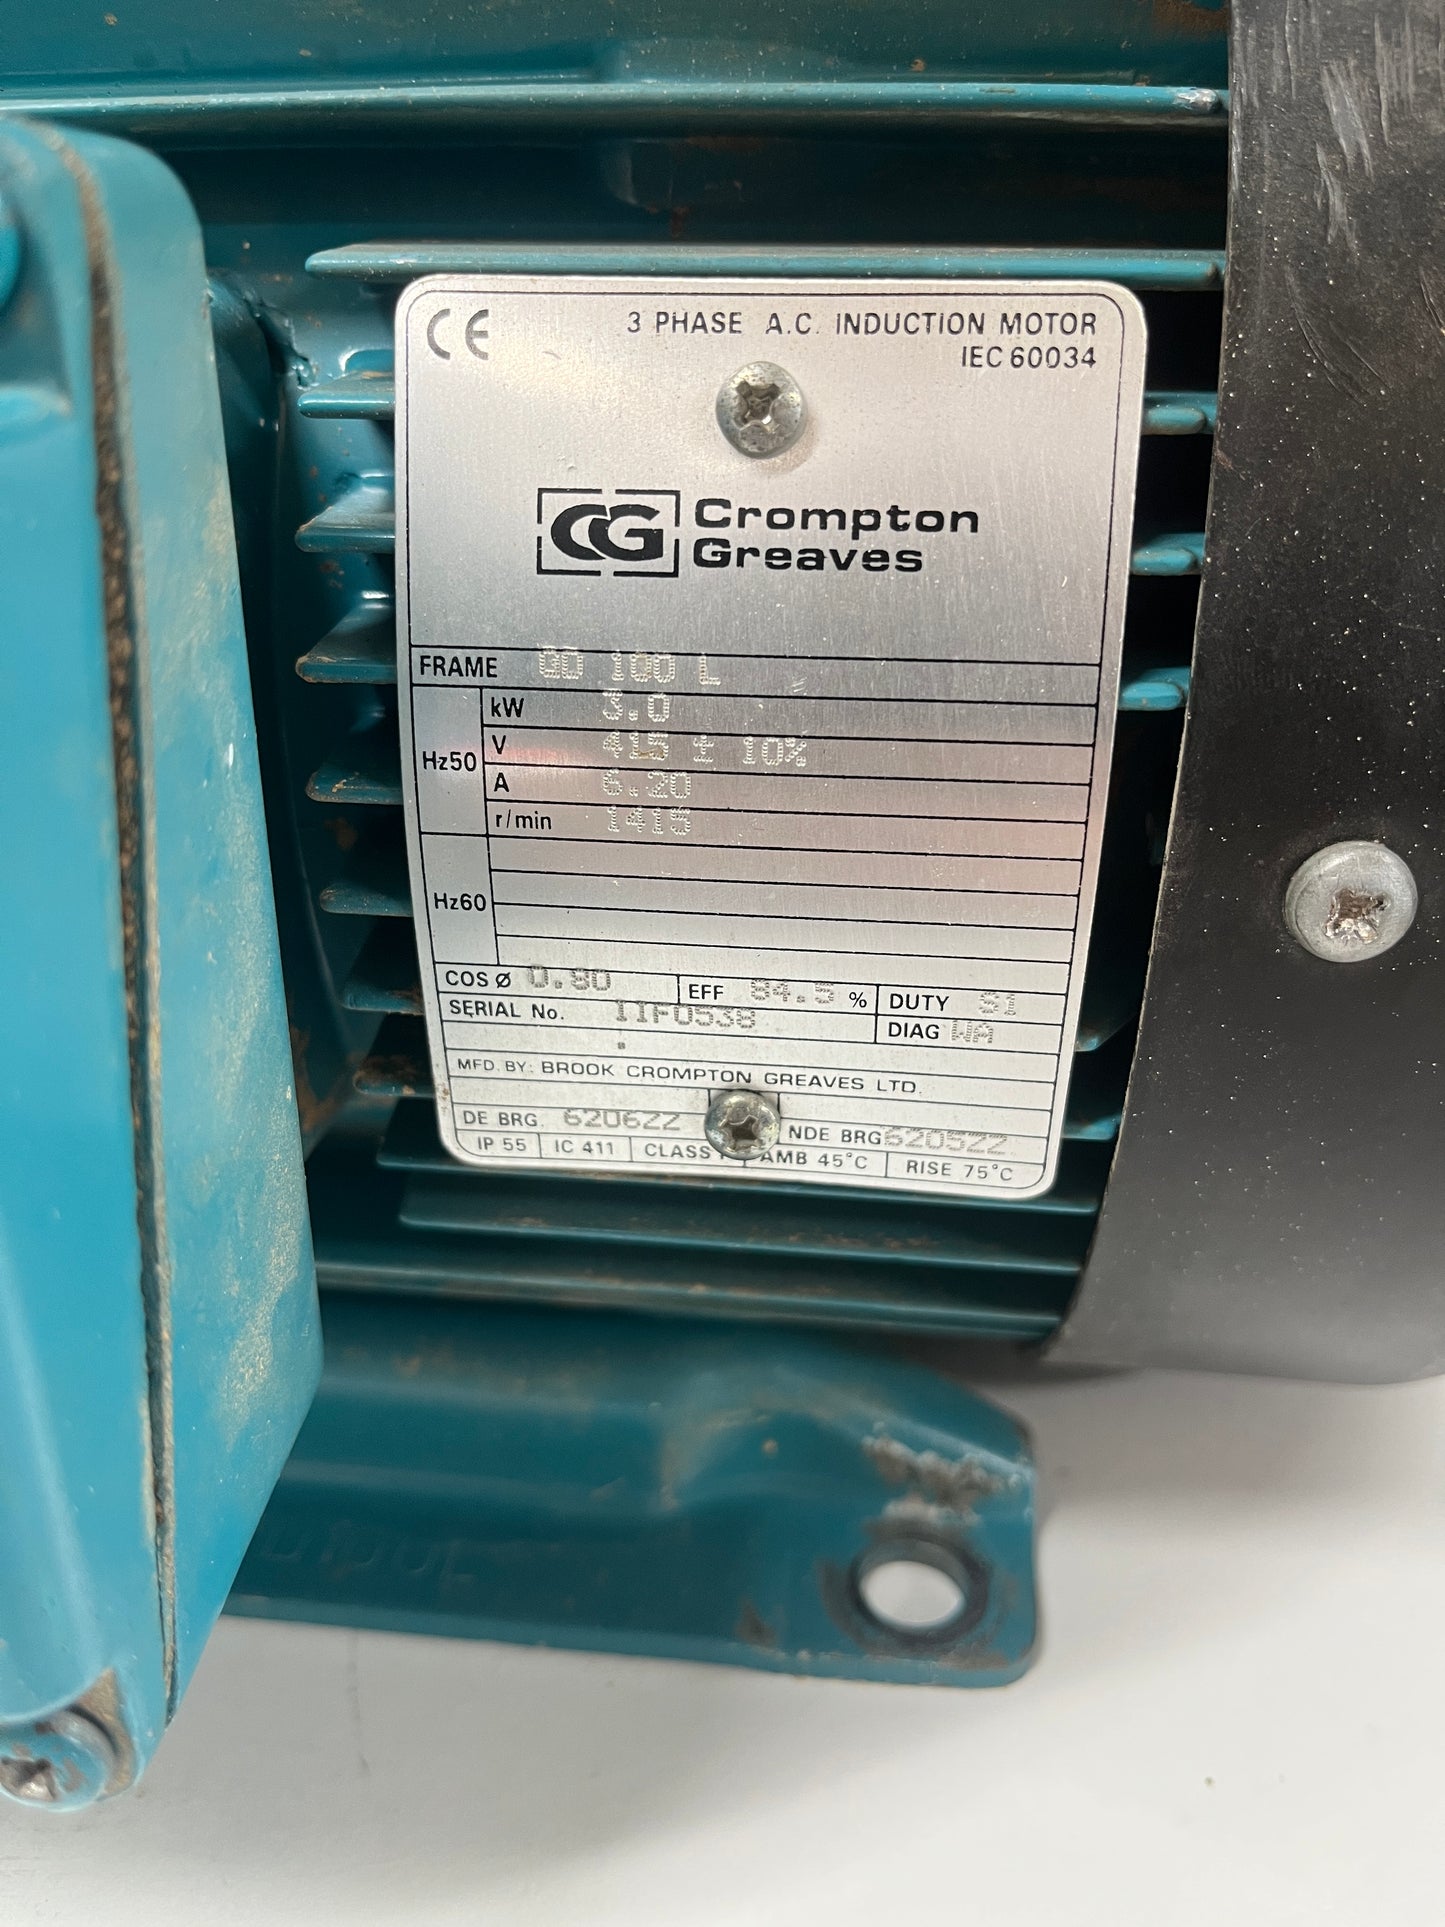 CE
3 PHASE A.C. INDUCTION MOTOR
IEC 60034
CG Crompton
Greaves
FRAME GD 100 L
Hz50
kW 3.0
V 415 ± 10%
A 6.20
r/min 1415
Hz60
COS ø 0.80 EFF 84.5 % DUTY S1
SERIAL No. IIF0538 DIAG WA
MFD. BY: BROOK CROMPTON GREAVES LTD.
DE BRG. 6206ZZ NDE BRG 6205ZZ
IP 55 IC 411 CLASS AMB 45°C RISE 75°C